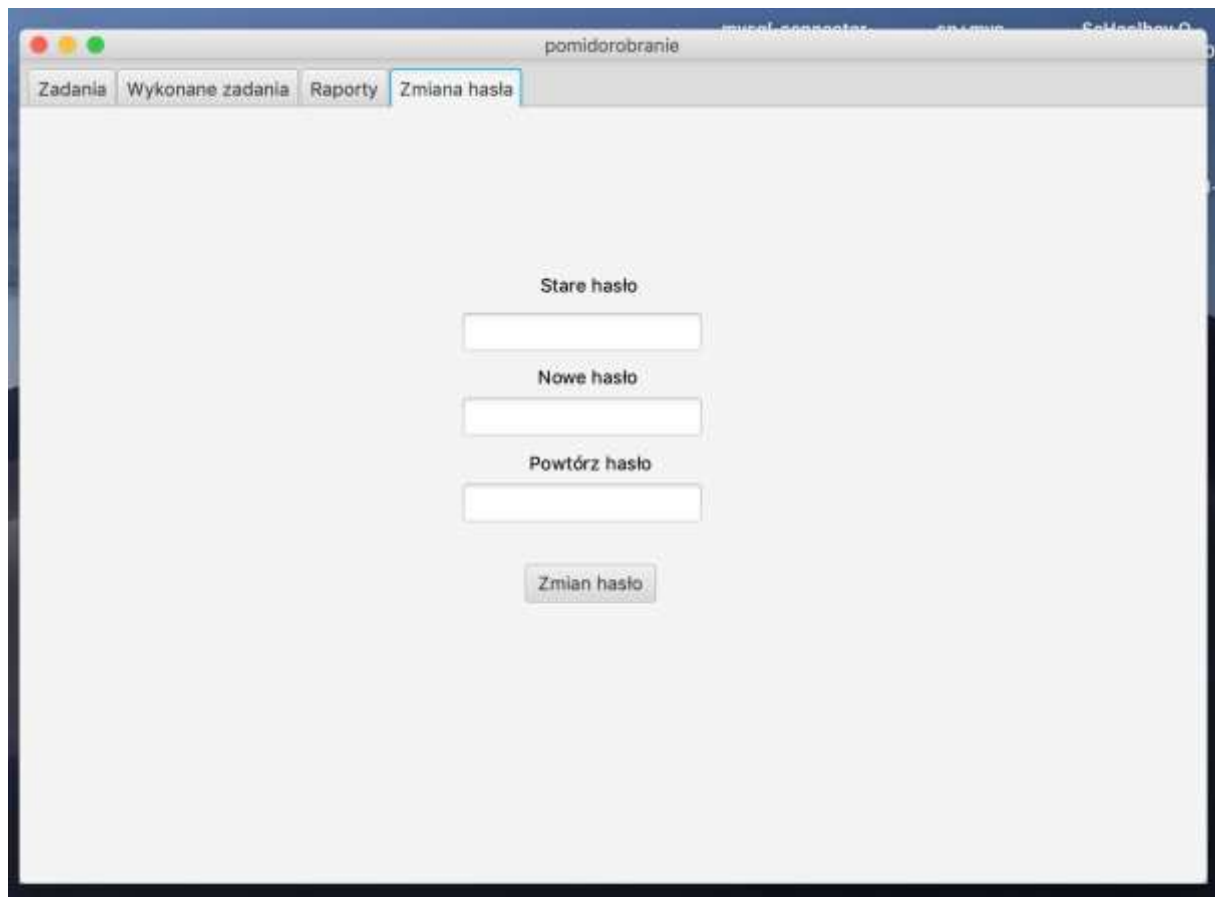 pomidorobranie
Zadania Wykonane zadania Raporty Zmiana hasła
Stare hasło
Nowe hasło
Powtórz hasło
Zmian hasło